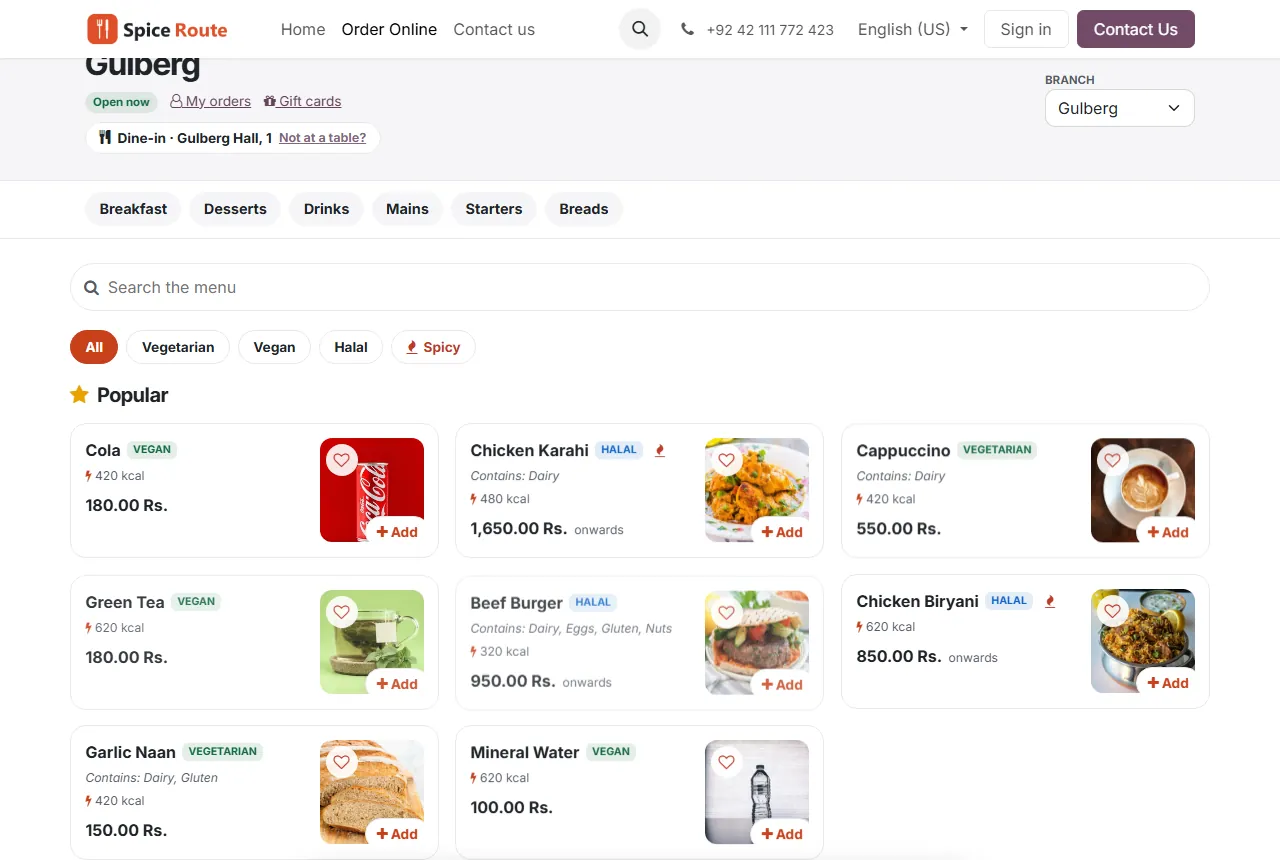 Spice Route
Home Order Online Contact us +92 42 111 772 423 English (US) Sign in Contact Us
Gulberg
Open now My orders Gift cards
Dine-in · Gulberg Hall, 1 Not at a table?
BRANCH
Gulberg
Breakfast Desserts Drinks Mains Starters Breads
Search the menu
All Vegetarian Vegan Halal Spicy
Popular
Cola VEGAN
420 kcal
180.00 Rs.
Coca-Cola
+ Add
Chicken Karahi HALAL
Contains: Dairy
480 kcal
1,650.00 Rs. onwards
+ Add
Cappuccino VEGETARIAN
Contains: Dairy
420 kcal
550.00 Rs.
+ Add
Green Tea VEGAN
620 kcal
180.00 Rs.
+ Add
Beef Burger HALAL
Contains: Dairy, Eggs, Gluten, Nuts
320 kcal
950.00 Rs. onwards
+ Add
Chicken Biryani HALAL
620 kcal
850.00 Rs. onwards
+ Add
Garlic Naan VEGETARIAN
Contains: Dairy, Gluten
420 kcal
150.00 Rs.
+ Add
Mineral Water VEGAN
620 kcal
100.00 Rs.
+ Add